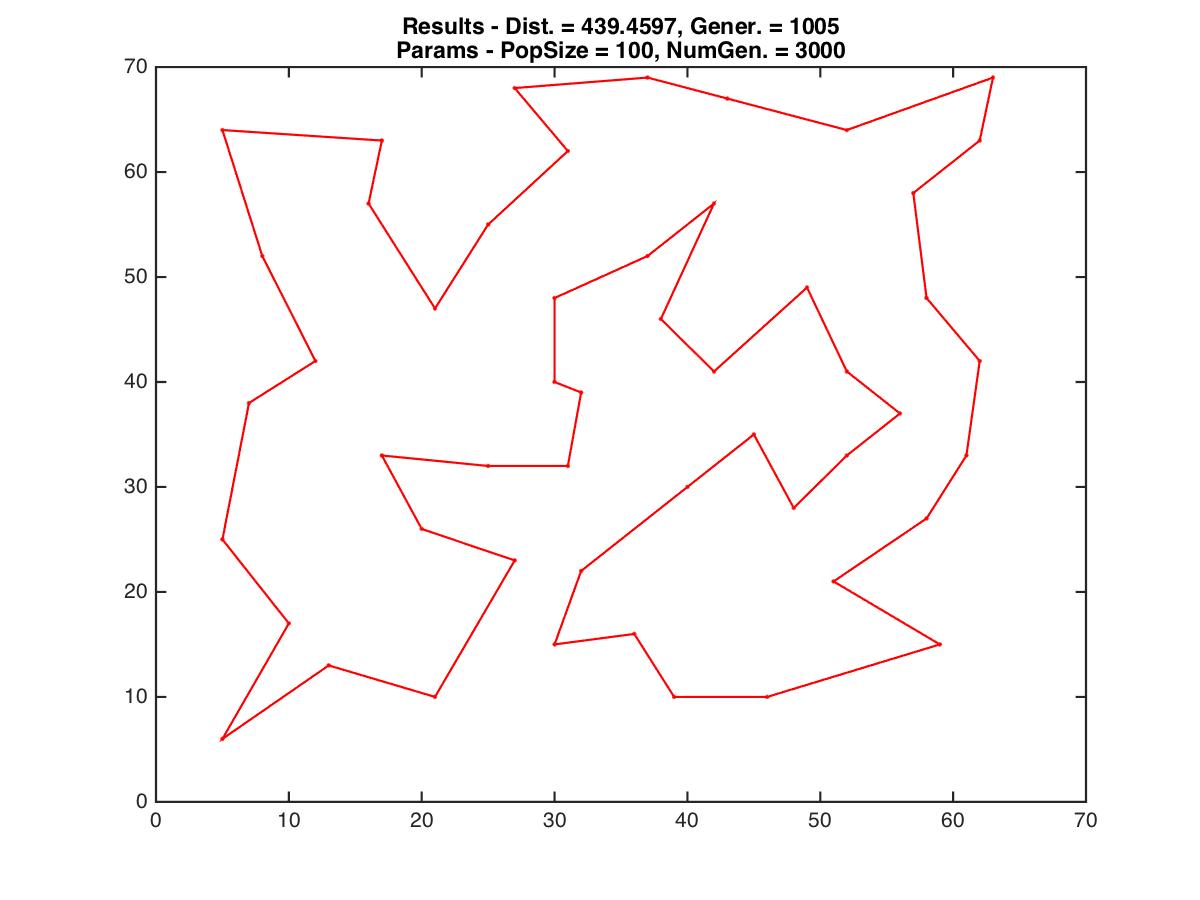 Results - Dist. = 439.4597, Gener. = 1005
Params - PopSize = 100, NumGen. = 3000
70
60
50
40
30
20
10
0
0 10 20 30 40 50 60 70